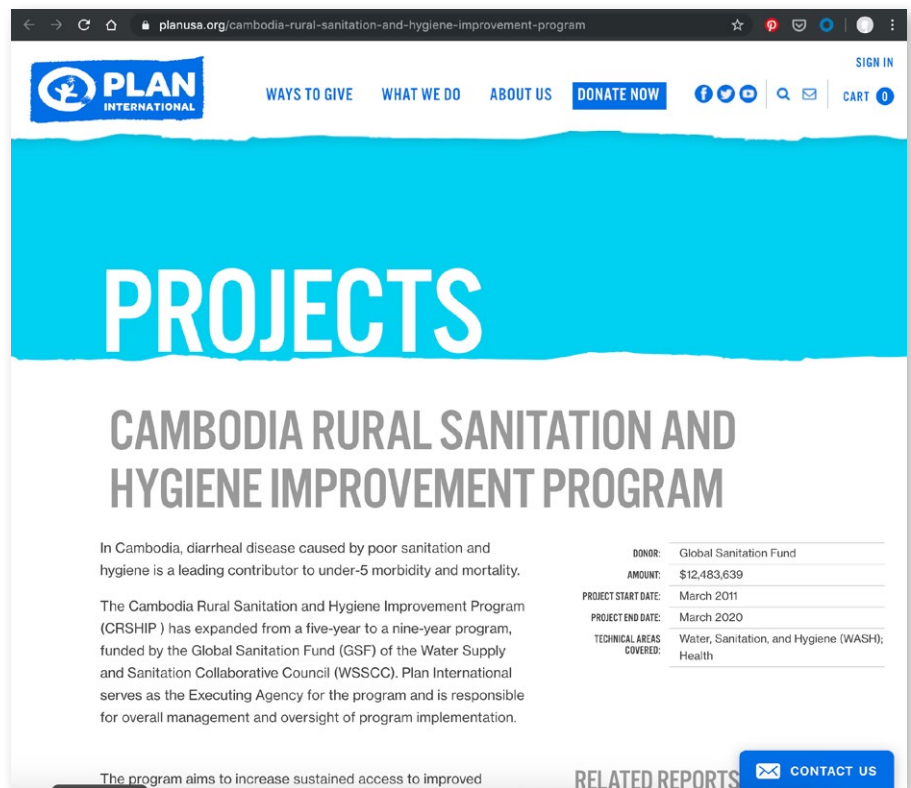 planusa.org/cambodia-rural-sanitation-and-hygiene-improvement-program
SIGN IN
PLAN
INTERNATIONAL
WAYS TO GIVE WHAT WE DO ABOUT US DONATE NOW CART 0
PROJECTS
CAMBODIA RURAL SANITATION AND
HYGIENE IMPROVEMENT PROGRAM
In Cambodia, diarrheal disease caused by poor sanitation and
hygiene is a leading contributor to under-5 morbidity and mortality.
The Cambodia Rural Sanitation and Hygiene Improvement Program
(CRSHIP ) has expanded from a five-year to a nine-year program,
funded by the Global Sanitation Fund (GSF) of the Water Supply
and Sanitation Collaborative Council (WSSCC). Plan International
serves as the Executing Agency for the program and is responsible
for overall management and oversight of program implementation.
The program aims to increase sustained access to improved
DONOR: Global Sanitation Fund
AMOUNT: $12,483,639
PROJECT START DATE: March 2011
PROJECT END DATE: March 2020
TECHNICAL AREAS COVERED: Water, Sanitation, and Hygiene (WASH);
Health
RELATED REPORTS
CONTACT US